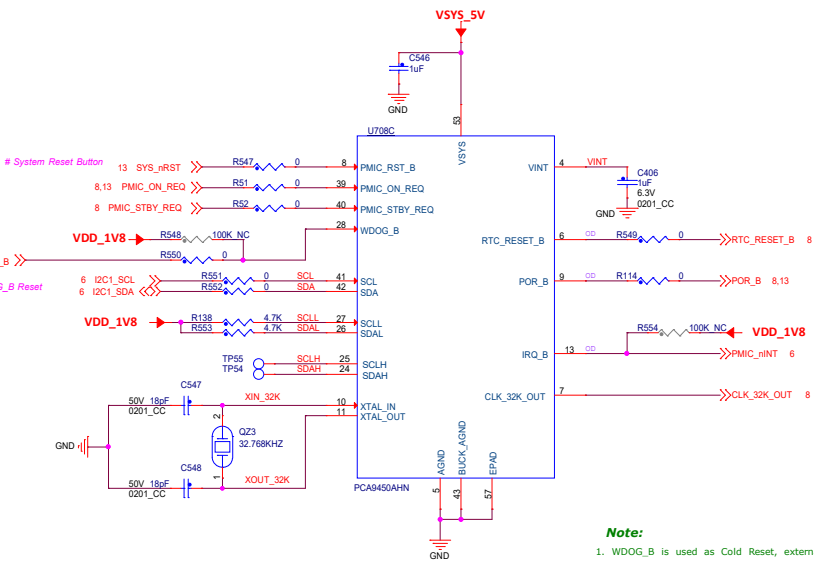 VSYS_5V
C546
1uF
GND
53
U708C
# System Reset Button
13 SYS_nRST R547 0 8 PMIC_RST_B
VSYS
VINT 4 VINT
C406
1uF
6.3V
0201_CC
GND
8,13 PMIC_ON_REQ R51 0 39 PMIC_ON_REQ
8 PMIC_STBY_REQ R52 0 40 PMIC_STBY_REQ
28 WDOG_B
VDD_1V8 R548 100K_NC
RTC_RESET_B 6 OD R549 0 RTC_RESET_B 8
_B R550 0
6 I2C1_SCL R551 0 SCL 41 SCL
6 I2C1_SDA R552 0 SDA 42 SDA
G_B Reset
POR_B 9 OD R114 0 POR_B 8,13
VDD_1V8 R138 4.7K SCLL 27 SCLL
R553 4.7K SDAL 26 SDAL
R554 100K_NC VDD_1V8
IRQ_B 13 OD PMIC_nINT 6
TP55 SCLH 25 SCLH
TP54 SDAH 24 SDAH
CLK_32K_OUT 7 CLK_32K_OUT 8
C547
50V 18pF
0201_CC
XIN_32K 10 XTAL_IN
11 XTAL_OUT
2
QZ3
32.768KHZ
1
GND
C548
50V 18pF
0201_CC
XOUT_32K
AGND
BUCK_AGND
EPAD
PCA9450AHN
5
43
57
GND
Note:
1. WDOG_B is used as Cold Reset, extern